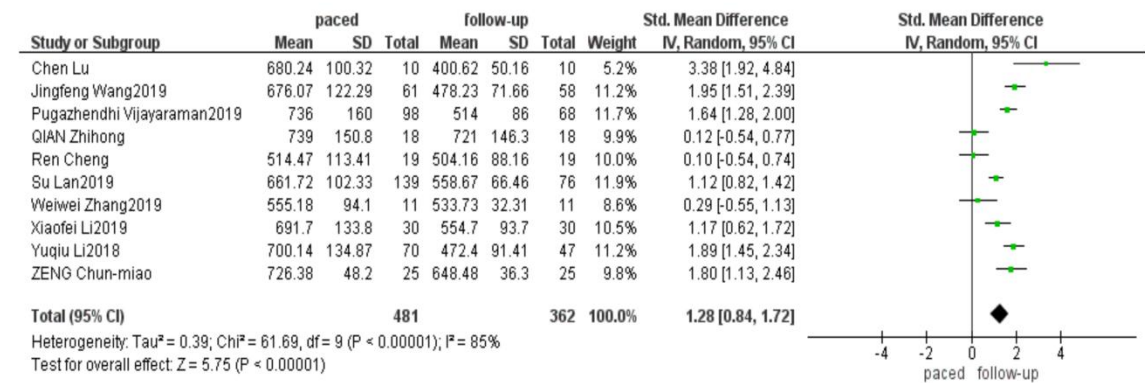 paced follow-up Std. Mean Difference Std. Mean Difference
Study or Subgroup Mean SD Total Mean SD Total Weight IV, Random, 95% CI IV, Random, 95% CI
Chen Lu 680.24 100.32 10 400.62 50.16 10 5.2% 3.38 [1.92, 4.84]
Jingfeng Wang2019 676.07 122.29 61 478.23 71.66 58 11.2% 1.95 [1.51, 2.39]
Pugazhendhi Vijayaraman2019 736 160 98 514 86 68 11.7% 1.64 [1.28, 2.00]
QIAN Zhihong 739 150.8 18 721 146.3 18 9.9% 0.12 [-0.54, 0.77]
Ren Cheng 514.47 113.41 19 504.16 88.16 19 10.0% 0.10 [-0.54, 0.74]
Su Lan2019 661.72 102.33 139 558.67 66.46 76 11.9% 1.12 [0.82, 1.42]
Weiwei Zhang2019 555.18 94.1 11 533.73 32.31 11 8.6% 0.29 [-0.55, 1.13]
Xiaofei Li2019 691.7 133.8 30 554.7 93.7 30 10.5% 1.17 [0.62, 1.72]
Yuqiu Li2018 700.14 134.87 70 472.4 91.41 47 11.2% 1.89 [1.45, 2.34]
ZENG Chun-miao 726.38 48.2 25 648.48 36.3 25 9.8% 1.80 [1.13, 2.46]
Total (95% CI) 481 362 100.0% 1.28 [0.84, 1.72]
Heterogeneity: Tau² = 0.39; Chi² = 61.69, df = 9 (P < 0.00001); I² = 85%
Test for overall effect: Z = 5.75 (P < 0.00001)
-4 -2 0 2 4
paced follow-up